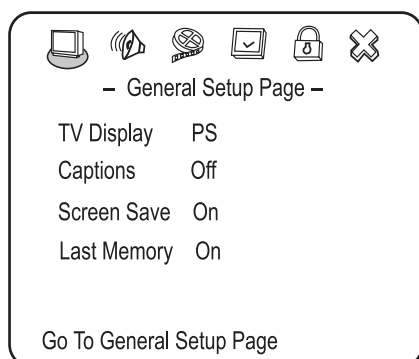 – General Setup Page –
TV Display PS
Captions Off
Screen Save On
Last Memory On
Go To General Setup Page